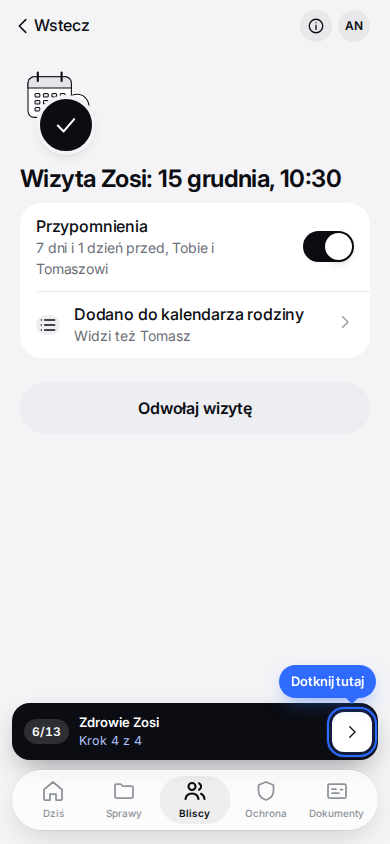 Wstecz
AN
Wizyta Zosi: 15 grudnia, 10:30
Przypomnienia
7 dni i 1 dzień przed, Tobie i
Tomaszowi
Dodano do kalendarza rodziny
Widzi też Tomasz
Odwołaj wizytę
Dotknij tutaj
6/13
Zdrowie Zosi
Krok 4 z 4
Dziś
Sprawy
Bliscy
Ochrona
Dokumenty